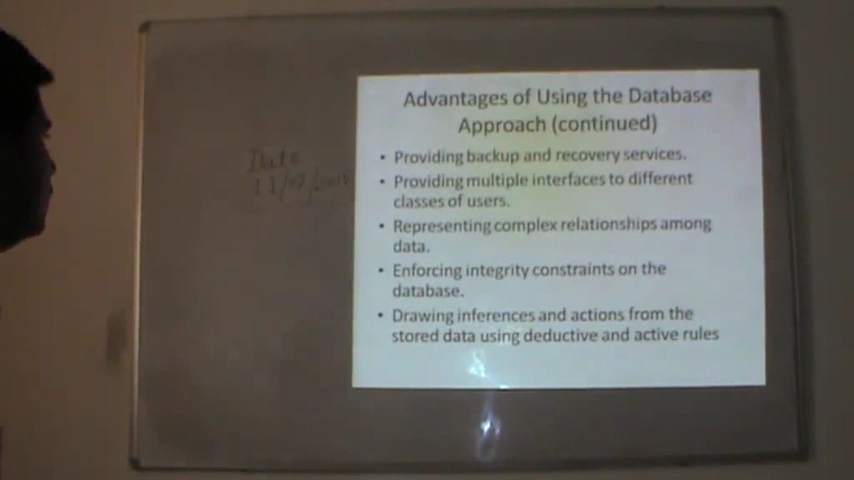 Advantages of Using the Database
Approach (continued)
• Providing backup and recovery services.
• Providing multiple interfaces to different
classes of users.
• Representing complex relationships among
data.
• Enforcing integrity constraints on the
database.
• Drawing inferences and actions from the
stored data using deductive and active rules
Date